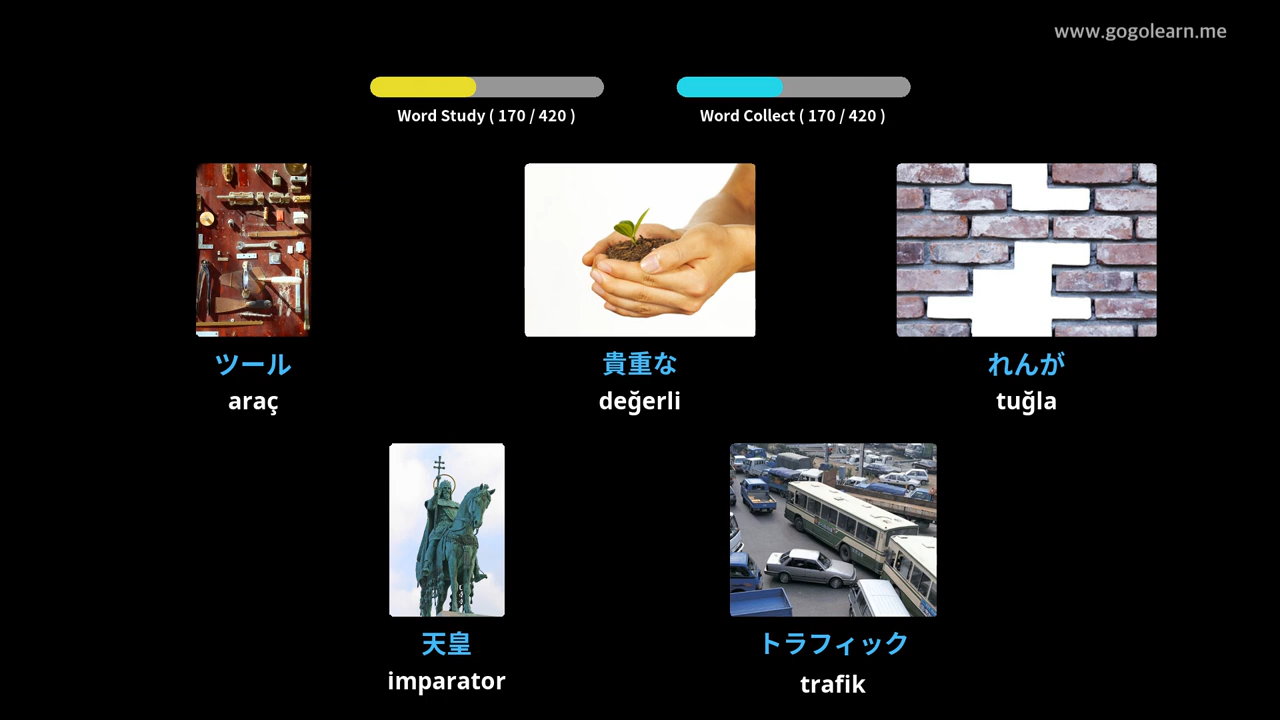 www.gogolearn.me
Word Study ( 170 / 420 )
Word Collect ( 170 / 420 )
ツール
araç
貴重な
değerli
れんが
tuğla
天皇
imparator
トラフィック
trafik